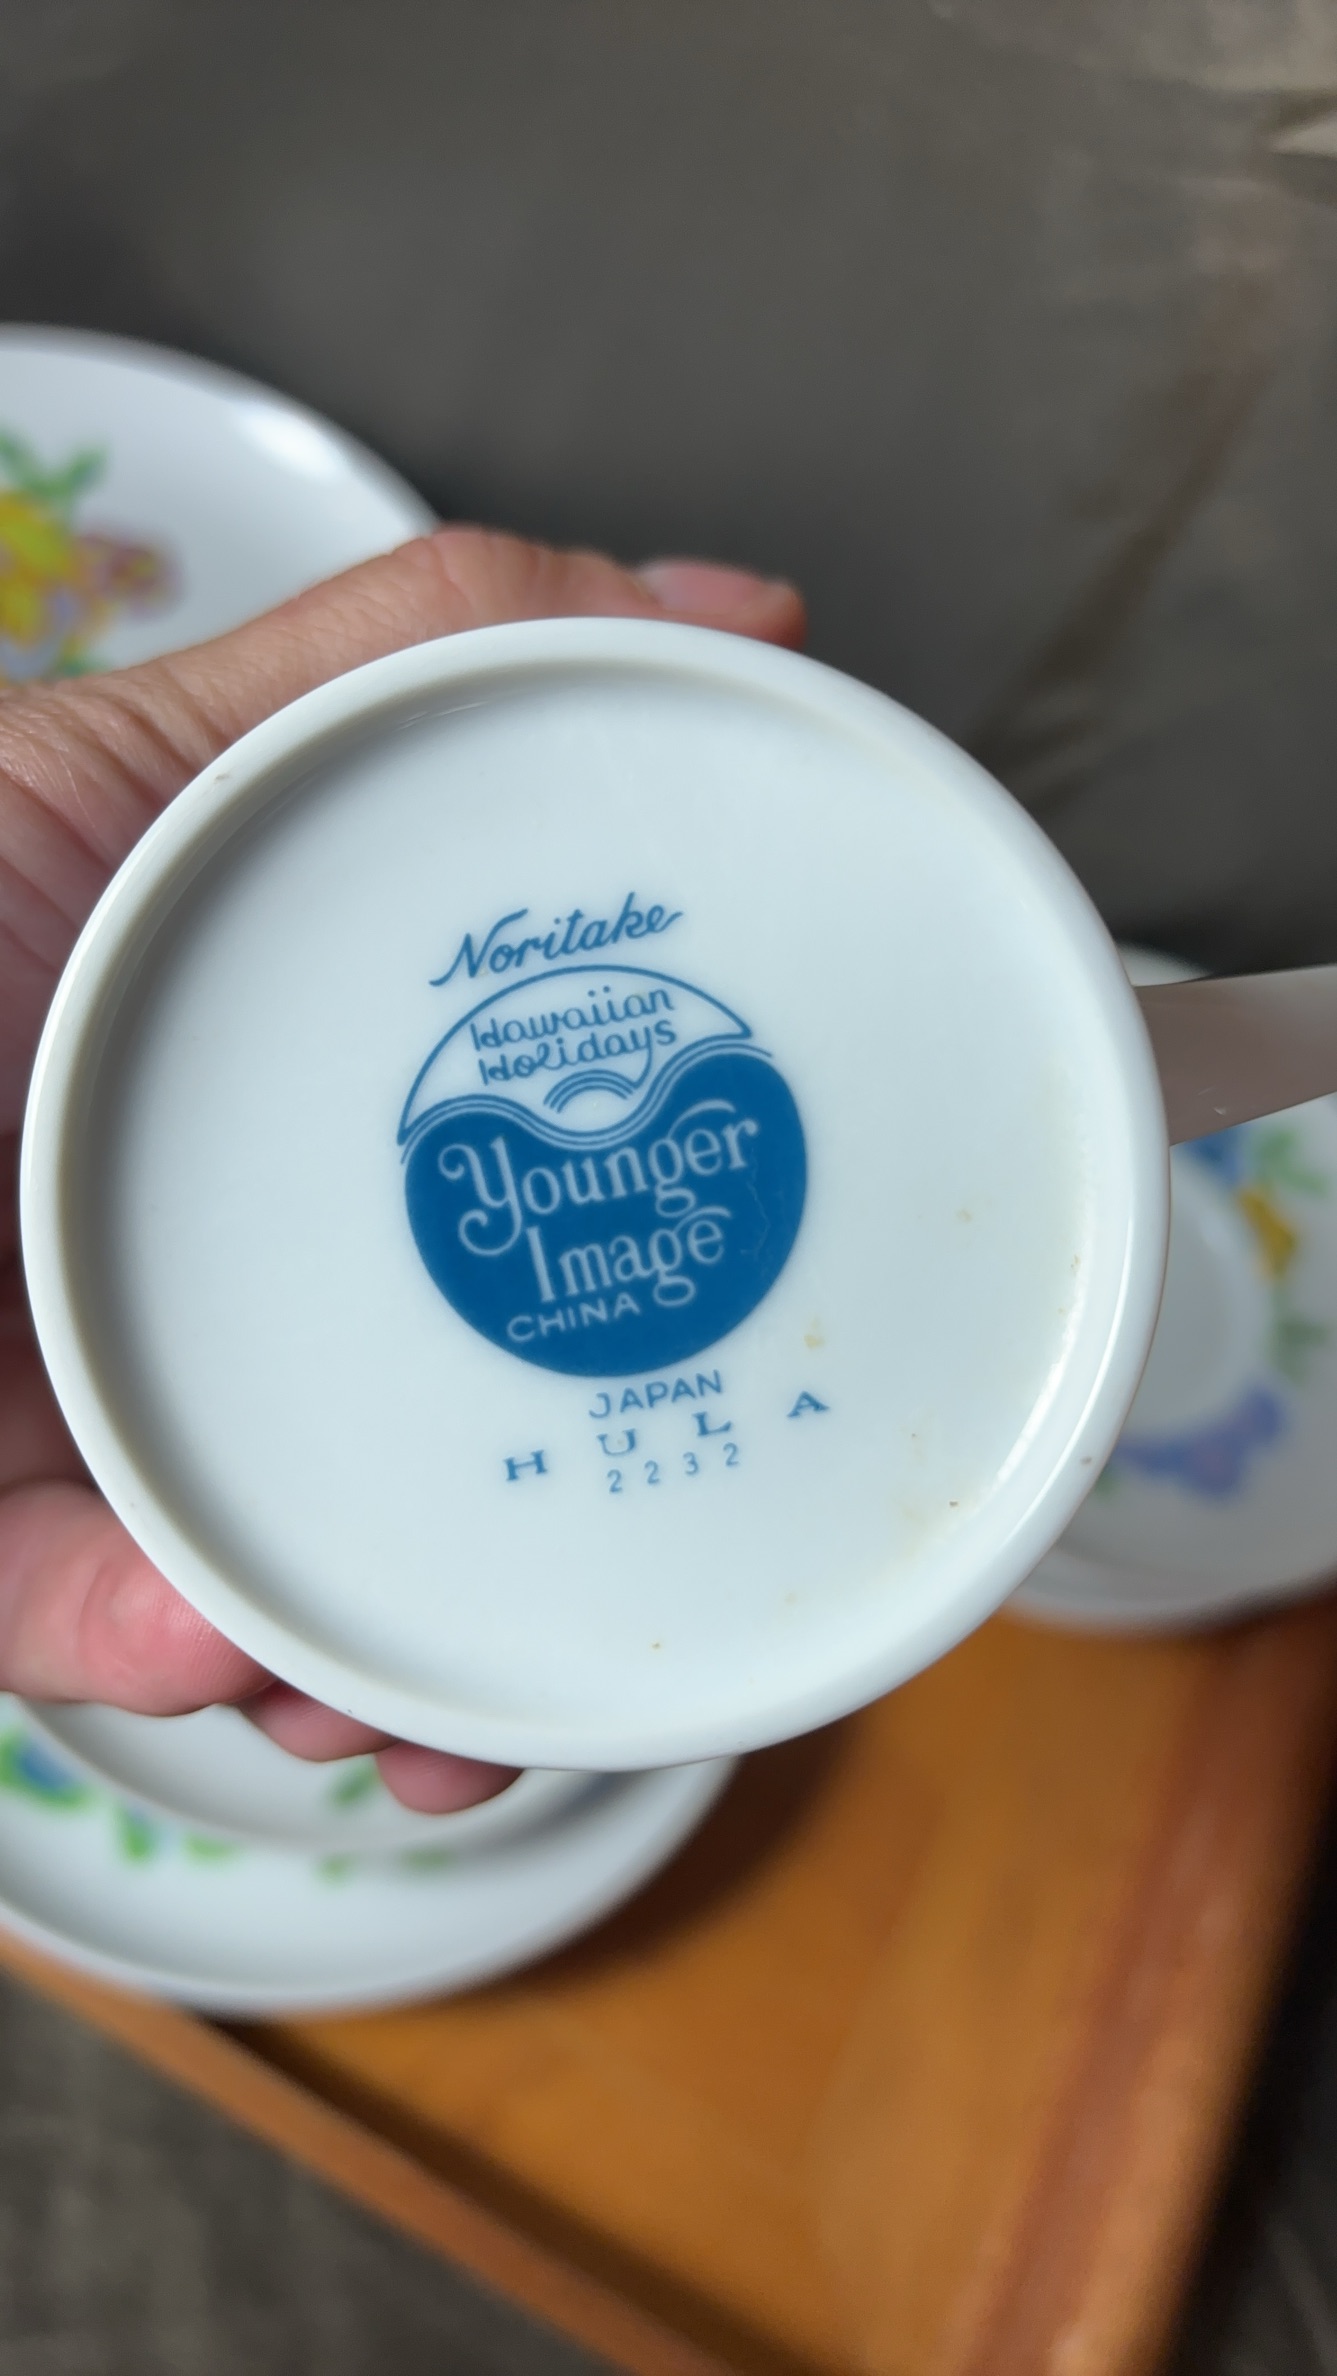 Noritake
Hawaiian
Holidays
Younger
Image
CHINA
JAPAN
HULA
2232